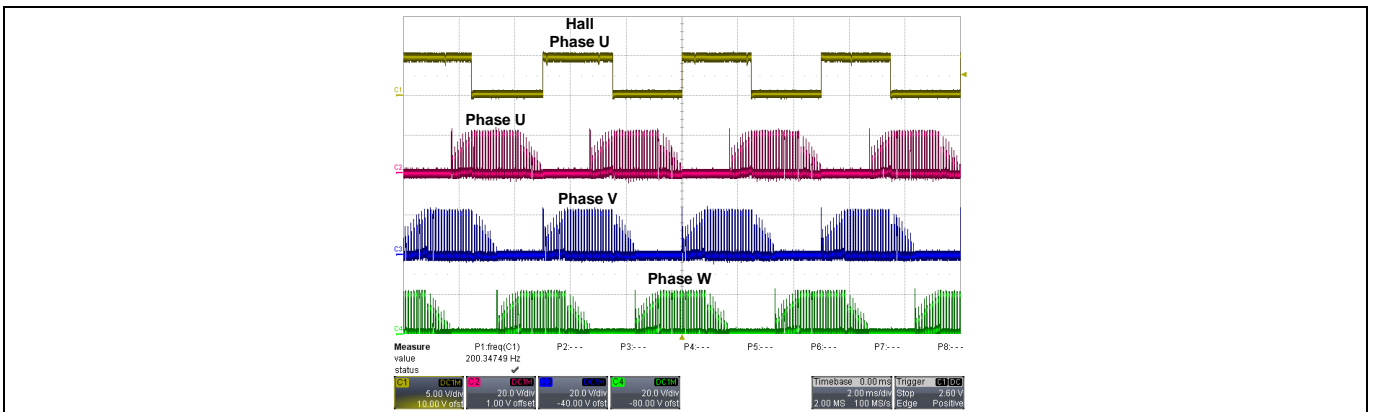 Hall
Phase U
C1
Phase U
C2
Phase V
C3
Phase W
C4
Measure P1:freq(C1) P2:- - - P3:- - - P4:- - - P5:- - - P6:- - - P7:- - - P8:- - -
value 200.34749 Hz
status
C1 DC1M C2 DC1M C4 DC1M Timebase 0.00 ms Trigger C1 DC
5.00 V/div 20.0 V/div 20.0 V/div 20.0 V/div 2.00 ms/div Stop 2.60 V
10.00 V ofst 1.00 V offset -40.00 V ofst -80.00 V ofst 2.00 MS 100 MS/s Edge Positive